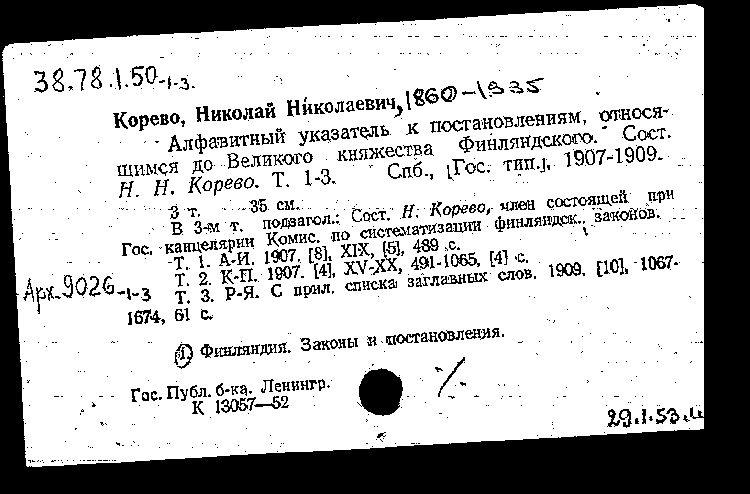 38.78.1.50-1-3.
Корево, Николай Николаевич, 1860-1935
Алфавитный указатель к постановлениям, относя-
щимся до Великого княжества Финляндского. Сост.
Н. Н. Корево. Т. 1-3. Спб., [Гос. тип.], 1907-1909.
3 т. 35 см.
В 3-м т. подзагол.: Сост. Н. Корево, член состоящей при
Гос. канцелярии Комис. по систематизации финляндск. законов.
Т. 1. А-И. 1907. [8], XIX, [5], 489 с.
Т. 2. К-П. 1907. [4], XV-XX, 491-1065, [4] с.
Арх.9026-1-3
Т. 3. Р-Я. С прил. списка заглавных слов. 1909. [10], 1067-
1674, 61 с.
1 Финляндия. Законы и постановления.
Гос. Публ. б-ка. Ленингр.
К 13057—52
29.1.53.